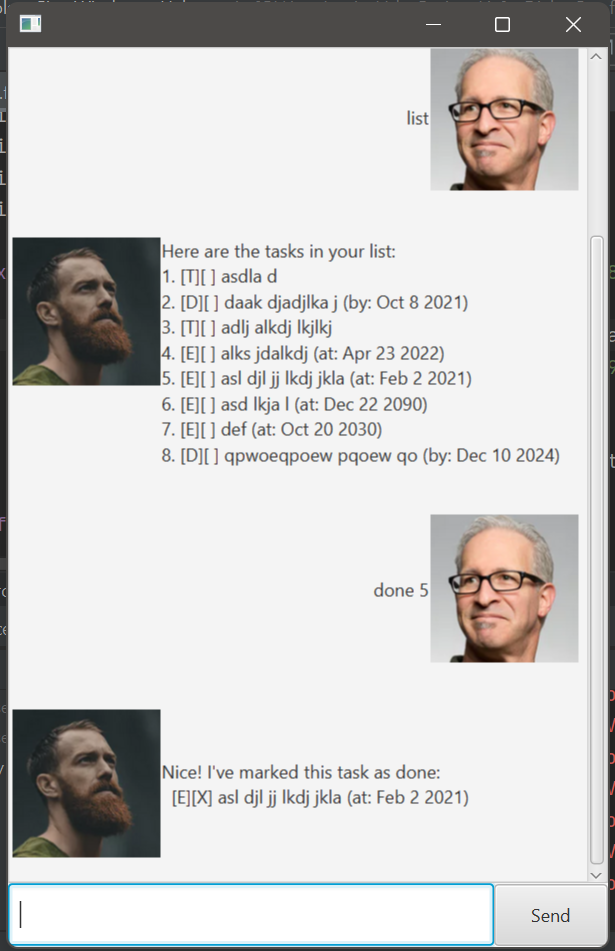 list
Here are the tasks in your list:
1. [T][ ] asdla d
2. [D][ ] daak djadjlka j (by: Oct 8 2021)
3. [T][ ] adlj alkdj lkjlkj
4. [E][ ] alks jdalkdj (at: Apr 23 2022)
5. [E][ ] asl djl jj lkdj jkla (at: Feb 2 2021)
6. [E][ ] asd lkja l (at: Dec 22 2090)
7. [E][ ] def (at: Oct 20 2030)
8. [D][ ] qpwoeqpoew pqoew qo (by: Dec 10 2024)
done 5
Nice! I've marked this task as done:
[E][X] asl djl jj lkdj jkla (at: Feb 2 2021)
Send